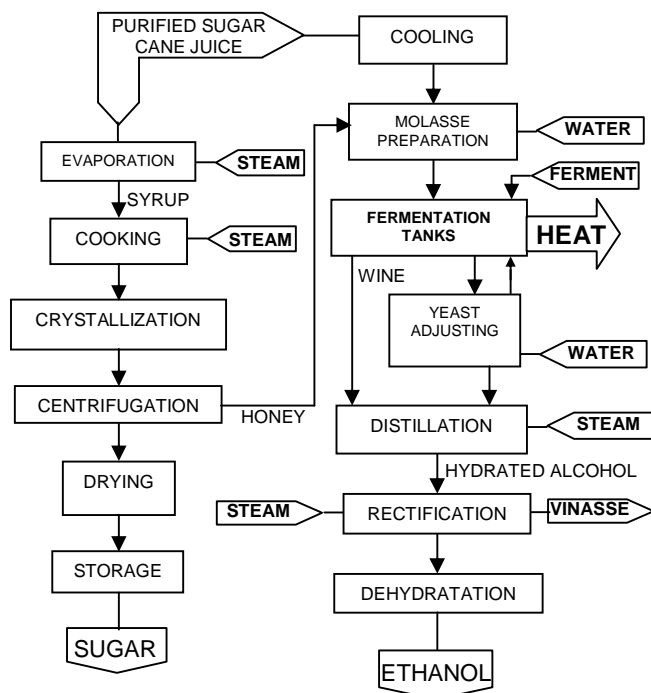 PURIFIED SUGAR
CANE JUICE
COOLING
MOLASSE
PREPARATION
WATER
EVAPORATION
STEAM
FERMENT
SYRUP
COOKING
STEAM
FERMENTATION
TANKS
HEAT
WINE
CRYSTALLIZATION
YEAST
ADJUSTING
WATER
CENTRIFUGATION
HONEY
DISTILLATION
STEAM
HYDRATED ALCOHOL
DRYING
STEAM
RECTIFICATION
VINASSE
STORAGE
DEHYDRATATION
SUGAR
ETHANOL